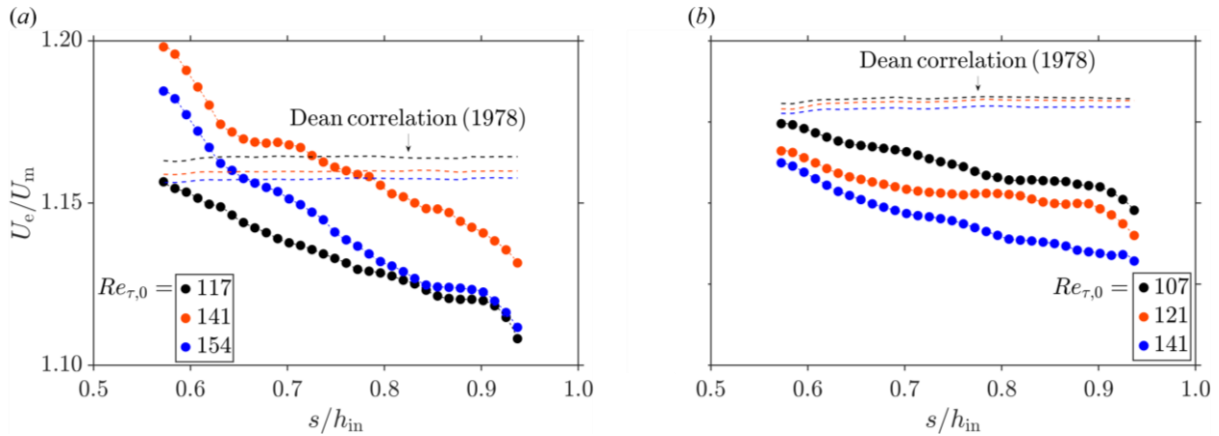 (a)
1.20
1.15
1.10
U_e/U_m
Dean correlation (1978)
Re_τ,0 =
117
141
154
0.5 0.6 0.7 0.8 0.9 1.0
s/h_in
(b)
Dean correlation (1978)
Re_τ,0 =
107
121
141
0.5 0.6 0.7 0.8 0.9 1.0
s/h_in